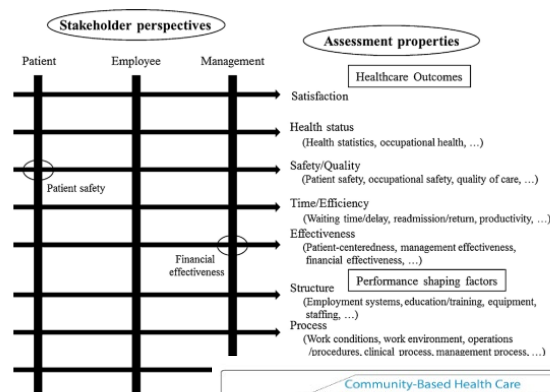 Stakeholder perspectives
Assessment properties
Patient
Employee
Management
Healthcare Outcomes
Satisfaction
Health status
(Health statistics, occupational health, ...)
Safety/Quality
(Patient safety, occupational safety, quality of care, ...)
Patient safety
Time/Efficiency
(Waiting time/delay, readmission/return, productivity, ...)
Effectiveness
(Patient-centeredness, management effectiveness,
financial effectiveness, ...)
Financial
effectiveness
Performance shaping factors
Structure
(Employment systems, education/training, equipment,
staffing, ...)
Process
(Work conditions, work environment, operations
/procedures, clinical process, management process, ...)
Community-Based Health Care